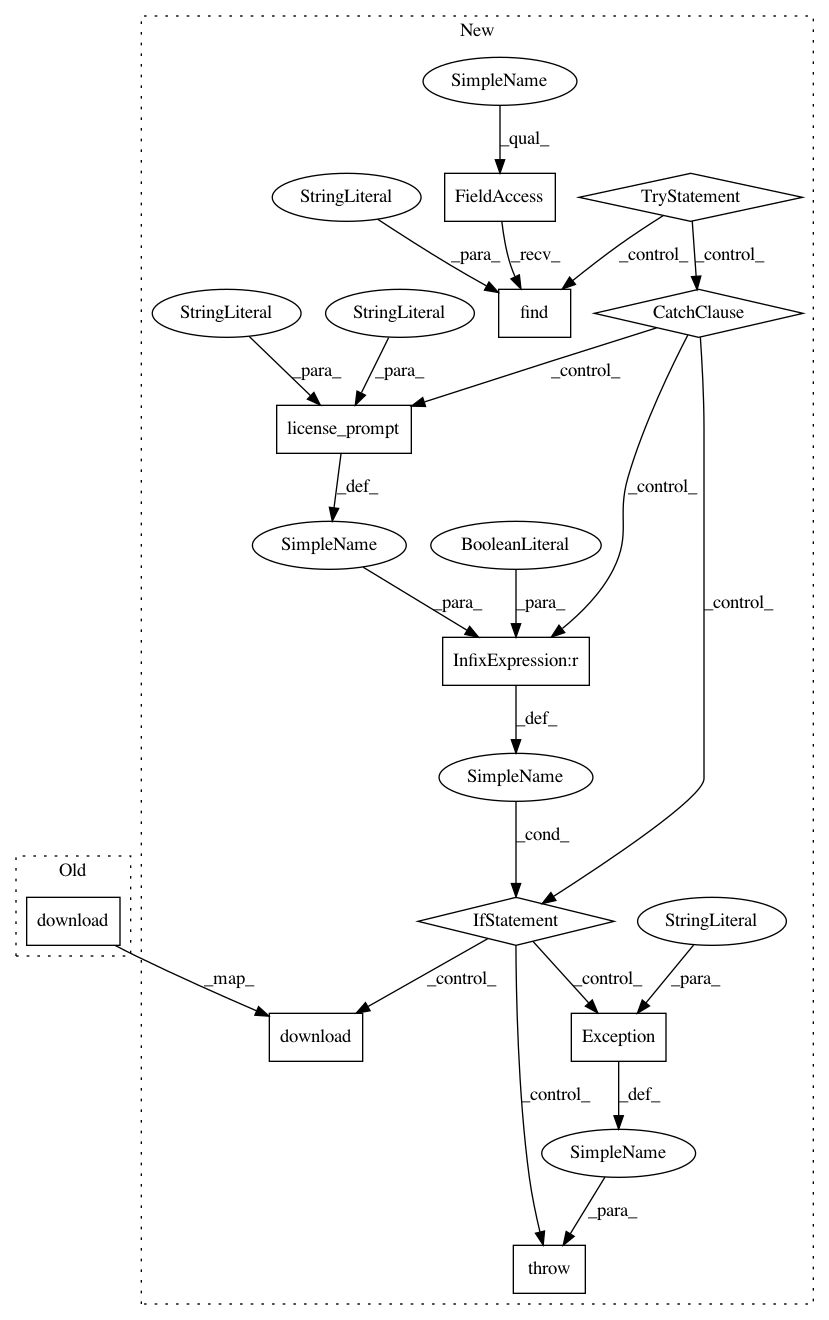 New
SimpleName
_qual_
StringLiteral
FieldAccess
TryStatement
_para_
_recv_
_control_
_control_
StringLiteral
StringLiteral
find
CatchClause
_para_
_para_
_control_
license_prompt
_def_
_control_
SimpleName
BooleanLiteral
_para_
_para_
_control_
InfixExpression:r
_def_
SimpleName
_cond_
Old
download
IfStatement
StringLiteral
_map_
_control_
_control_
_para_
download
Exception
_control_
_def_
SimpleName
_para_
throw